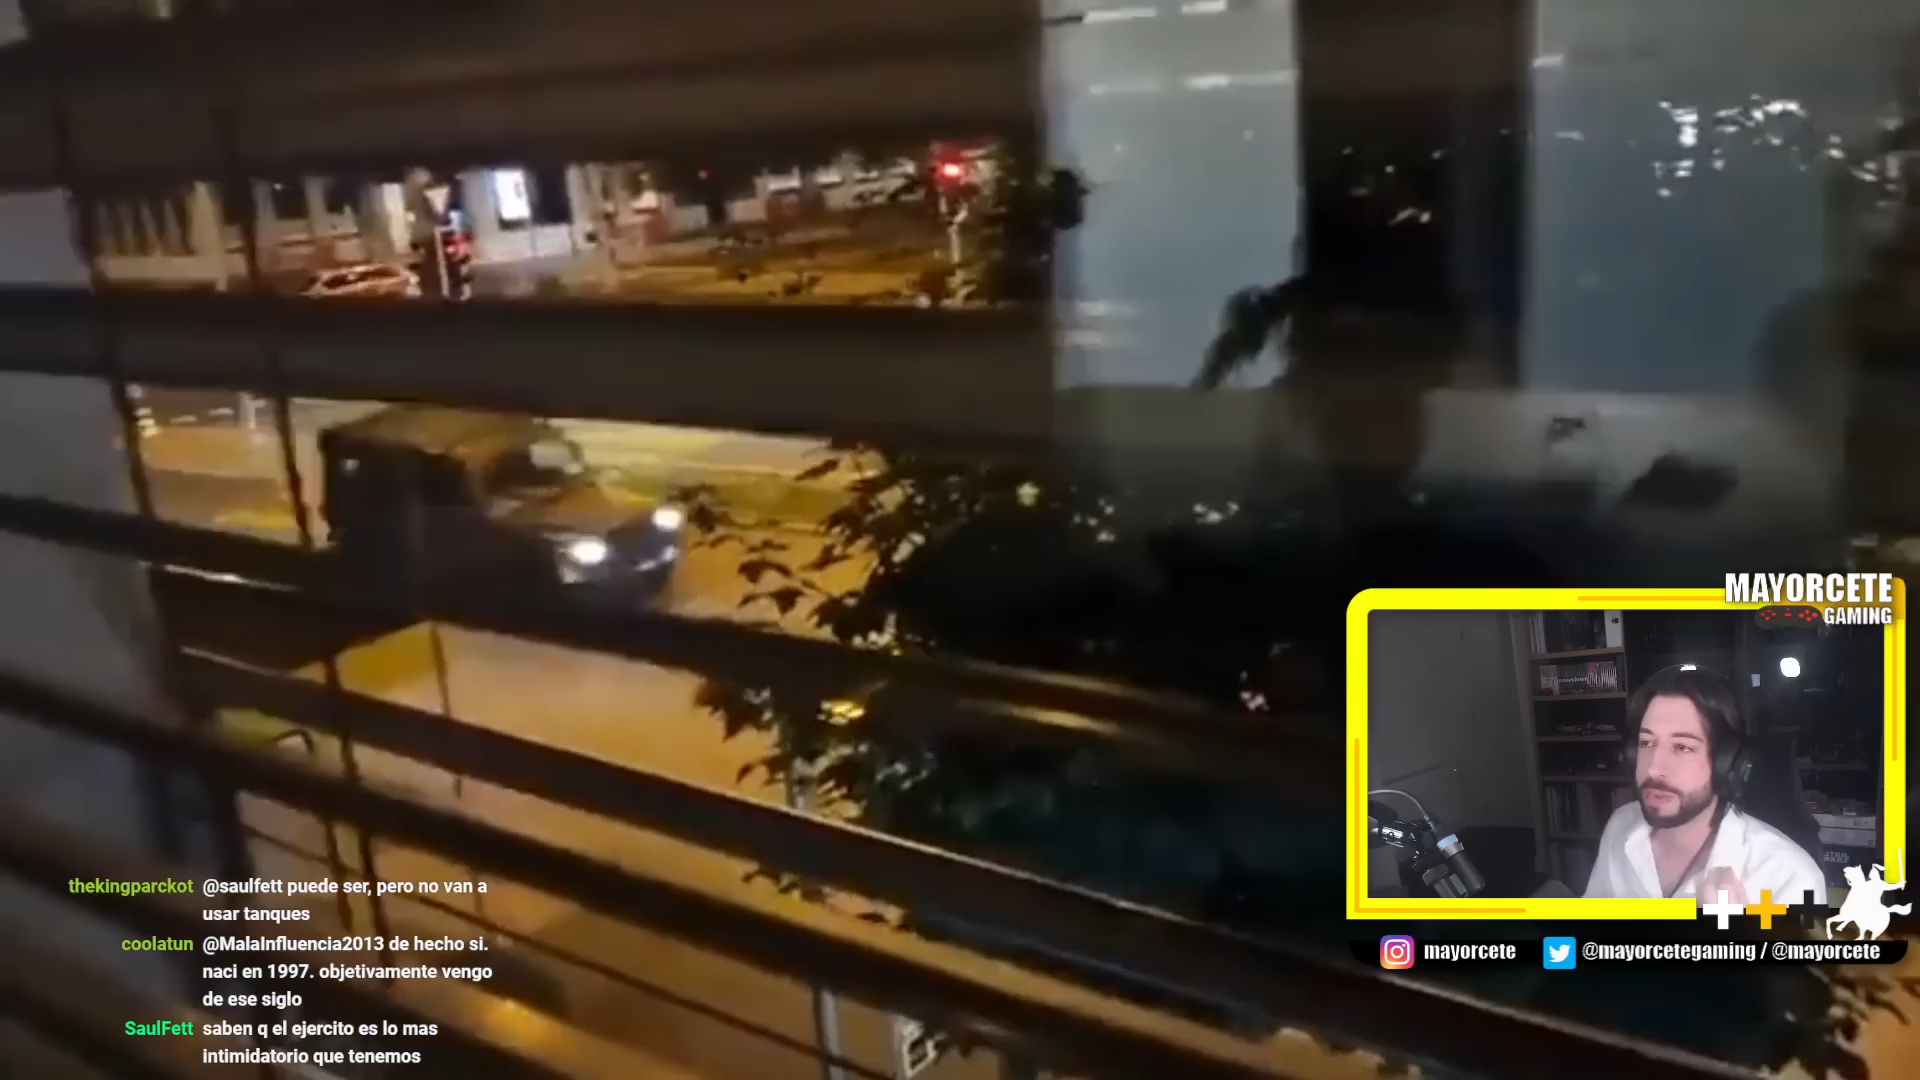 MAYORCETE
GAMING
thekingparckot @saulfett puede ser, pero no van a
usar tanques
coolatun @MalaInfluencia2013 de hecho si.
naci en 1997. objetivamente vengo
de ese siglo
SaulFett saben q el ejercito es lo mas
intimidatorio que tenemos
mayorcete
@mayorcetegaming / @mayorcete